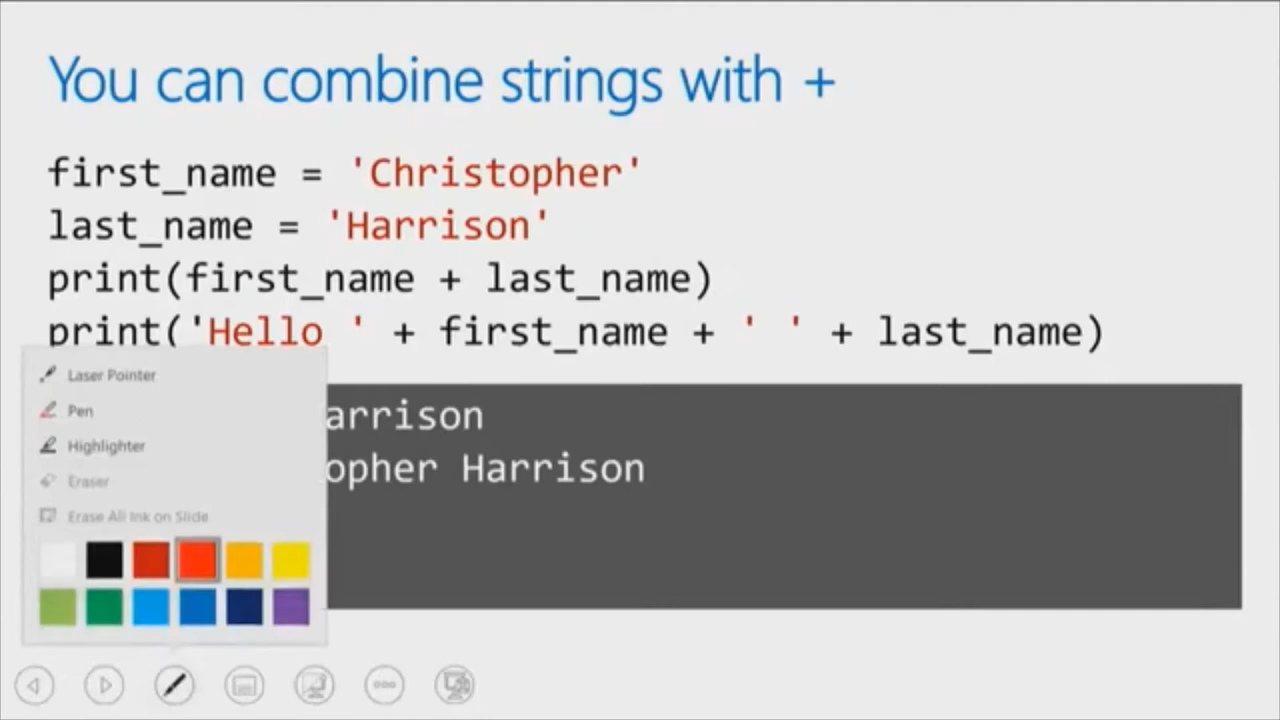 You can combine strings with +
first_name = 'Christopher'
last_name = 'Harrison'
print(first_name + last_name)
print('Hello ' + first_name + ' ' + last_name)
Laser Pointer
Pen
Highlighter
Eraser
Erase All Ink on Slide
arrison
opher Harrison